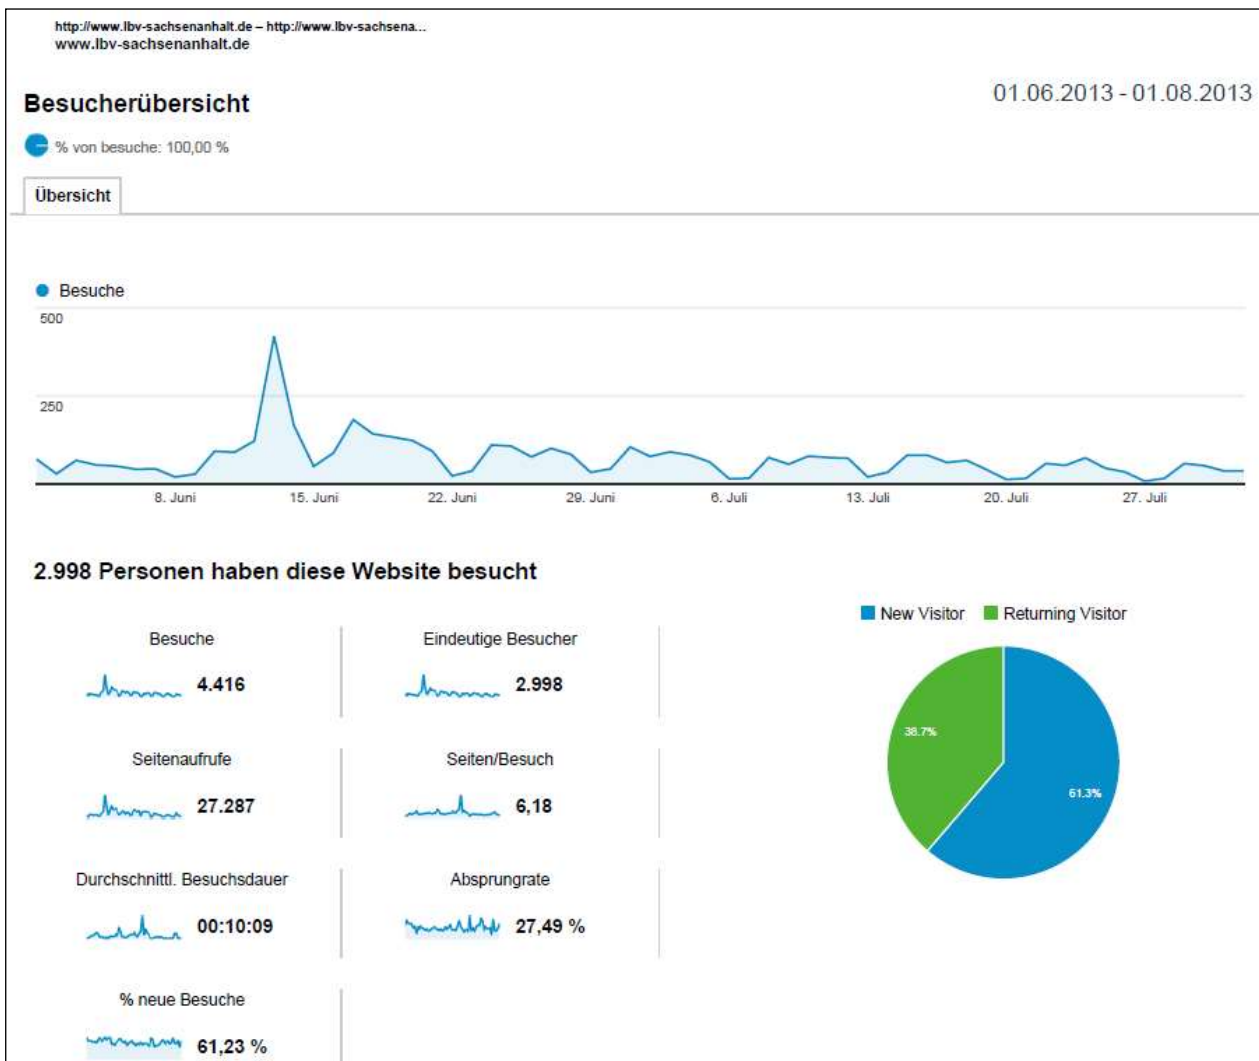 http://www.lbv-sachsenanhalt.de – http://www.lbv-sachsena...
www.lbv-sachsenanhalt.de
Besucherübersicht
01.06.2013 - 01.08.2013
% von besuche: 100,00 %
Übersicht
Besuche
500
250
8. Juni 15. Juni 22. Juni 29. Juni 6. Juli 13. Juli 20. Juli 27. Juli
2.998 Personen haben diese Website besucht
New Visitor Returning Visitor
Besuche Eindeutige Besucher
4.416 2.998
38.7%
Seitenaufrufe Seiten/Besuch
61.3%
27.287 6,18
Durchschnittl. Besuchsdauer Absprungrate
00:10:09 27,49 %
% neue Besuche
61,23 %